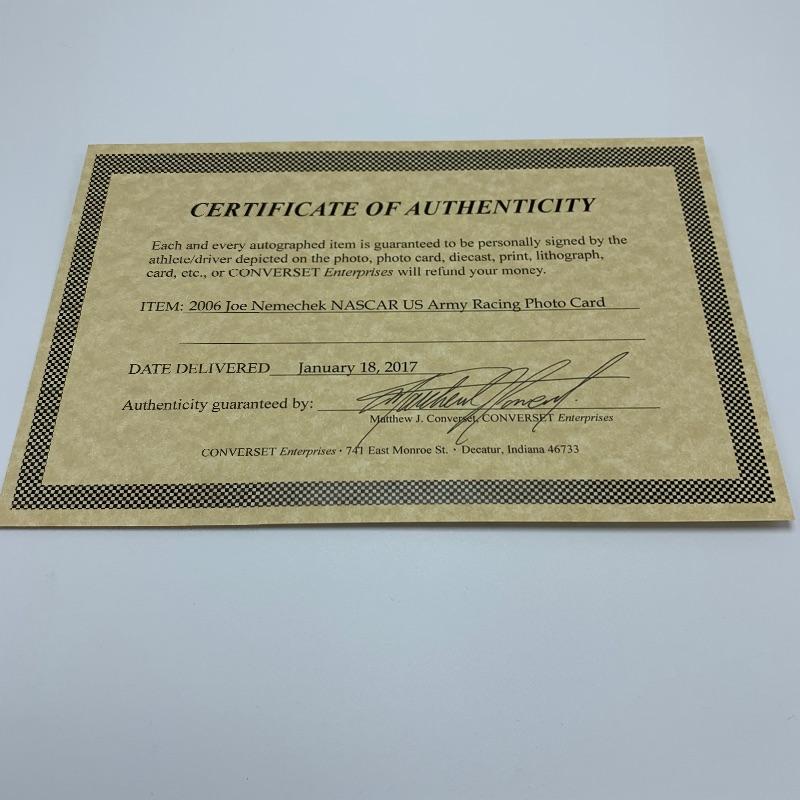 CERTIFICATE OF AUTHENTICITY
Each and every autographed item is guaranteed to be personally signed by the
athlete/driver depicted on the photo, photo card, diecast, print, lithograph,
card, etc., or CONVERSET Enterprises will refund your money.
ITEM: 2006 Joe Nemechek NASCAR US Army Racing Photo Card
DATE DELIVERED January 18, 2017
Authenticity guaranteed by:
Matthew J. Converset, CONVERSET Enterprises
CONVERSET Enterprises · 741 East Monroe St. · Decatur, Indiana 46733